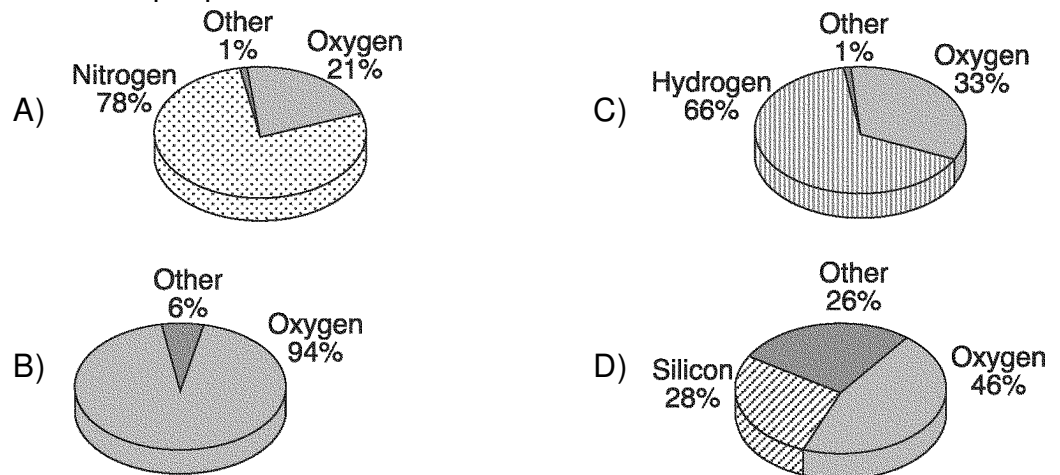 A)
Nitrogen
78%
Other
1%
Oxygen
21%
C)
Hydrogen
66%
Other
1%
Oxygen
33%
B)
Other
6%
Oxygen
94%
D)
Silicon
28%
Other
26%
Oxygen
46%